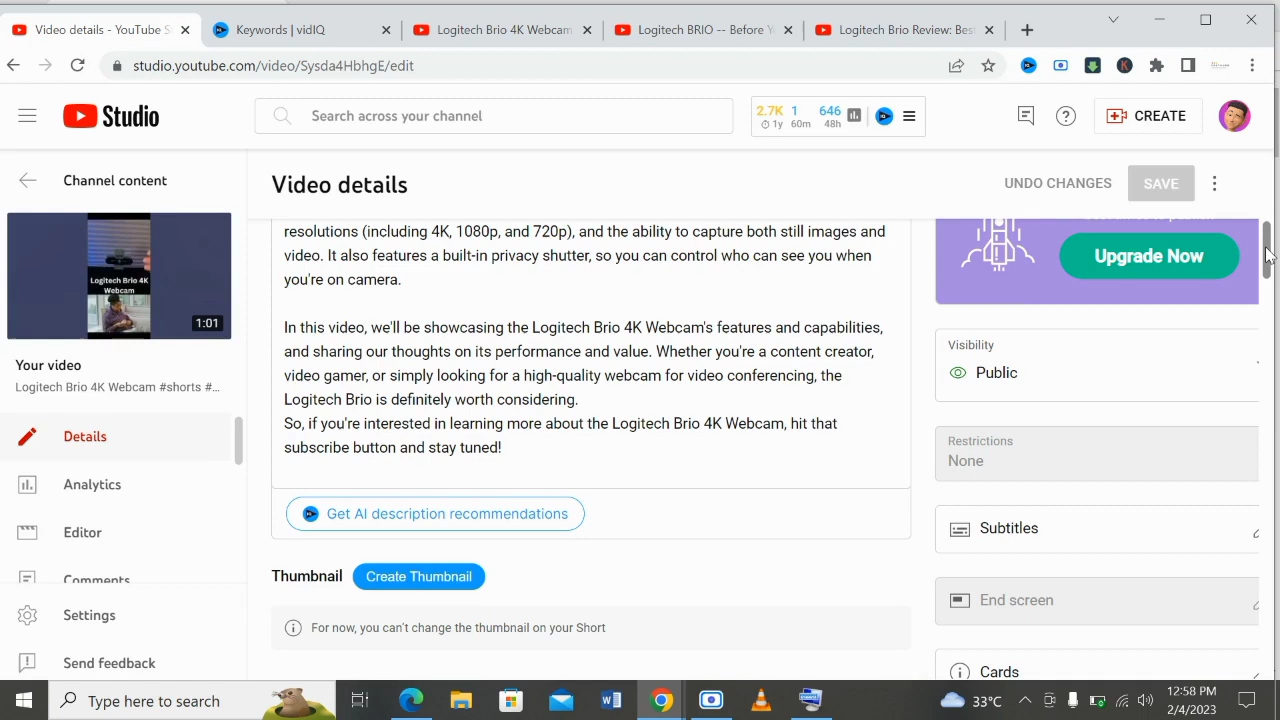 Video details - YouTube S
Keywords | vidIQ
Logitech Brio 4K Webcam
Logitech BRIO -- Before Y
Logitech Brio Review: Bes
studio.youtube.com/video/Sysda4HbhgE/edit
Studio
Search across your channel
2.7K 1 646
1y 60m 48h
CREATE
Channel content
Video details
UNDO CHANGES
SAVE
Logitech Brio 4K
Webcam
1:01
Your video
Logitech Brio 4K Webcam #shorts #...
Details
Analytics
Editor
Comments
Settings
Send feedback
resolutions (including 4K, 1080p, and 720p), and the ability to capture both still images and
video. It also features a built-in privacy shutter, so you can control who can see you when
you're on camera.
In this video, we'll be showcasing the Logitech Brio 4K Webcam's features and capabilities,
and sharing our thoughts on its performance and value. Whether you're a content creator,
video gamer, or simply looking for a high-quality webcam for video conferencing, the
Logitech Brio is definitely worth considering.
So, if you're interested in learning more about the Logitech Brio 4K Webcam, hit that
subscribe button and stay tuned!
Get AI description recommendations
Thumbnail
Create Thumbnail
For now, you can't change the thumbnail on your Short
Upgrade Now
Visibility
Public
Restrictions
None
Subtitles
End screen
Cards
Type here to search
33°C
12:58 PM
2/4/2023